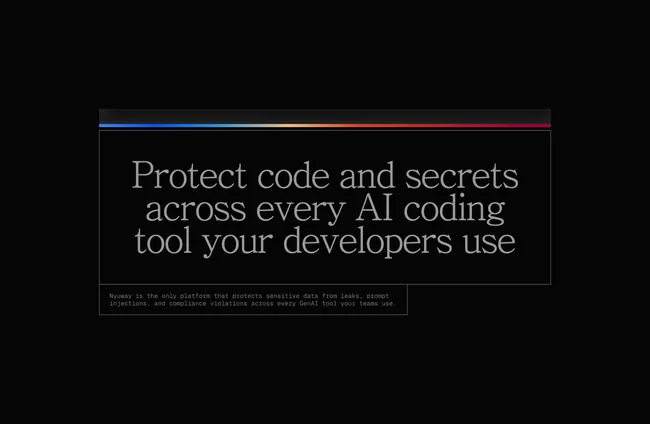 Protect code and secrets
across every AI coding
tool your developers use
Nyuway is the only platform that protects sensitive data from leaks, prompt
injections, and compliance violations across every GenAI tool your teams use.